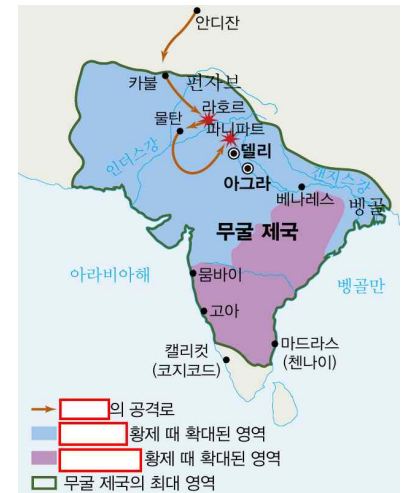 안디잔
카불
펀자브
라호르
물탄
파니파트
델리
인더스강
갠지스강
아그라
베나레스
벵골
무굴 제국
아라비아해
뭄바이
벵골만
고아
캘리컷
(코지코드)
마드라스
(첸나이)
의 공격로
황제 때 확대된 영역
황제 때 확대된 영역
무굴 제국의 최대 영역